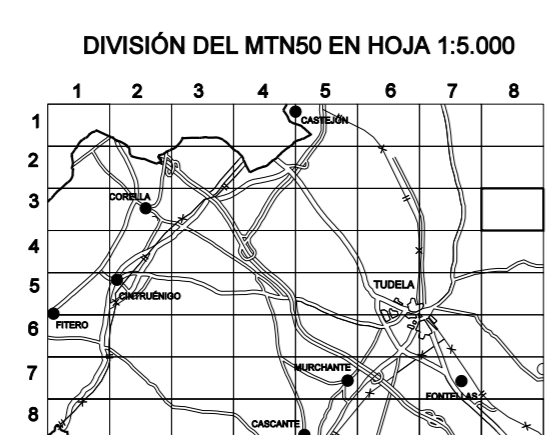 DIVISIÓN DEL MTN50 EN HOJA 1:5.000
1 2 3 4 5 6 7 8
1
CASTEJÓN
2
3
CORELLA
4
5
TUDELA
CINTRUÉNIGO
6
FITERO
7
MURCHANTE
FONTELLAS
8
CASCANTE